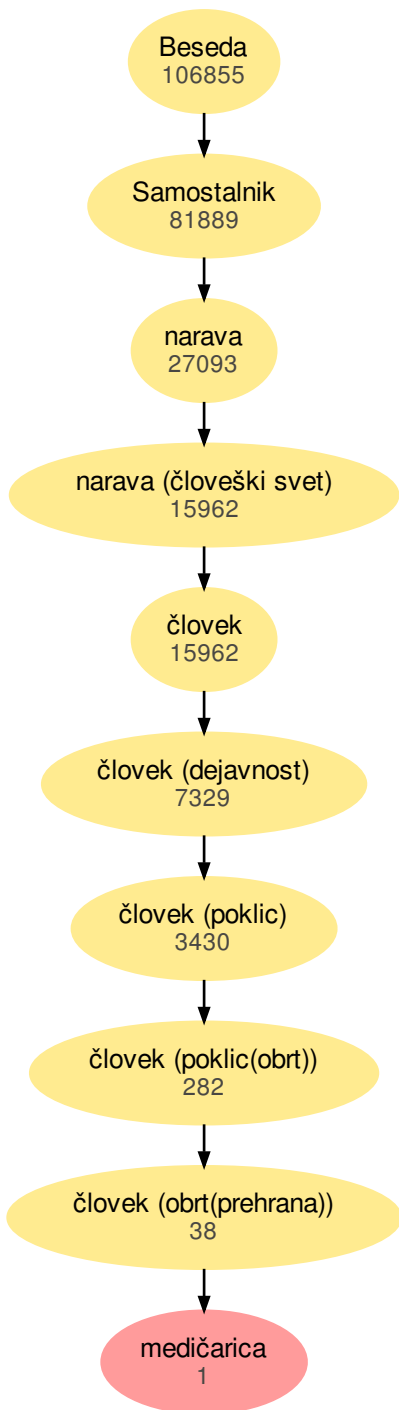 Beseda
106855
Samostalnik
81889
narava
27093
narava (človeški svet)
15962
človek
15962
človek (dejavnost)
7329
človek (poklic)
3430
človek (poklic(obrt))
282
človek (obrt(prehrana))
38
medičarica
1